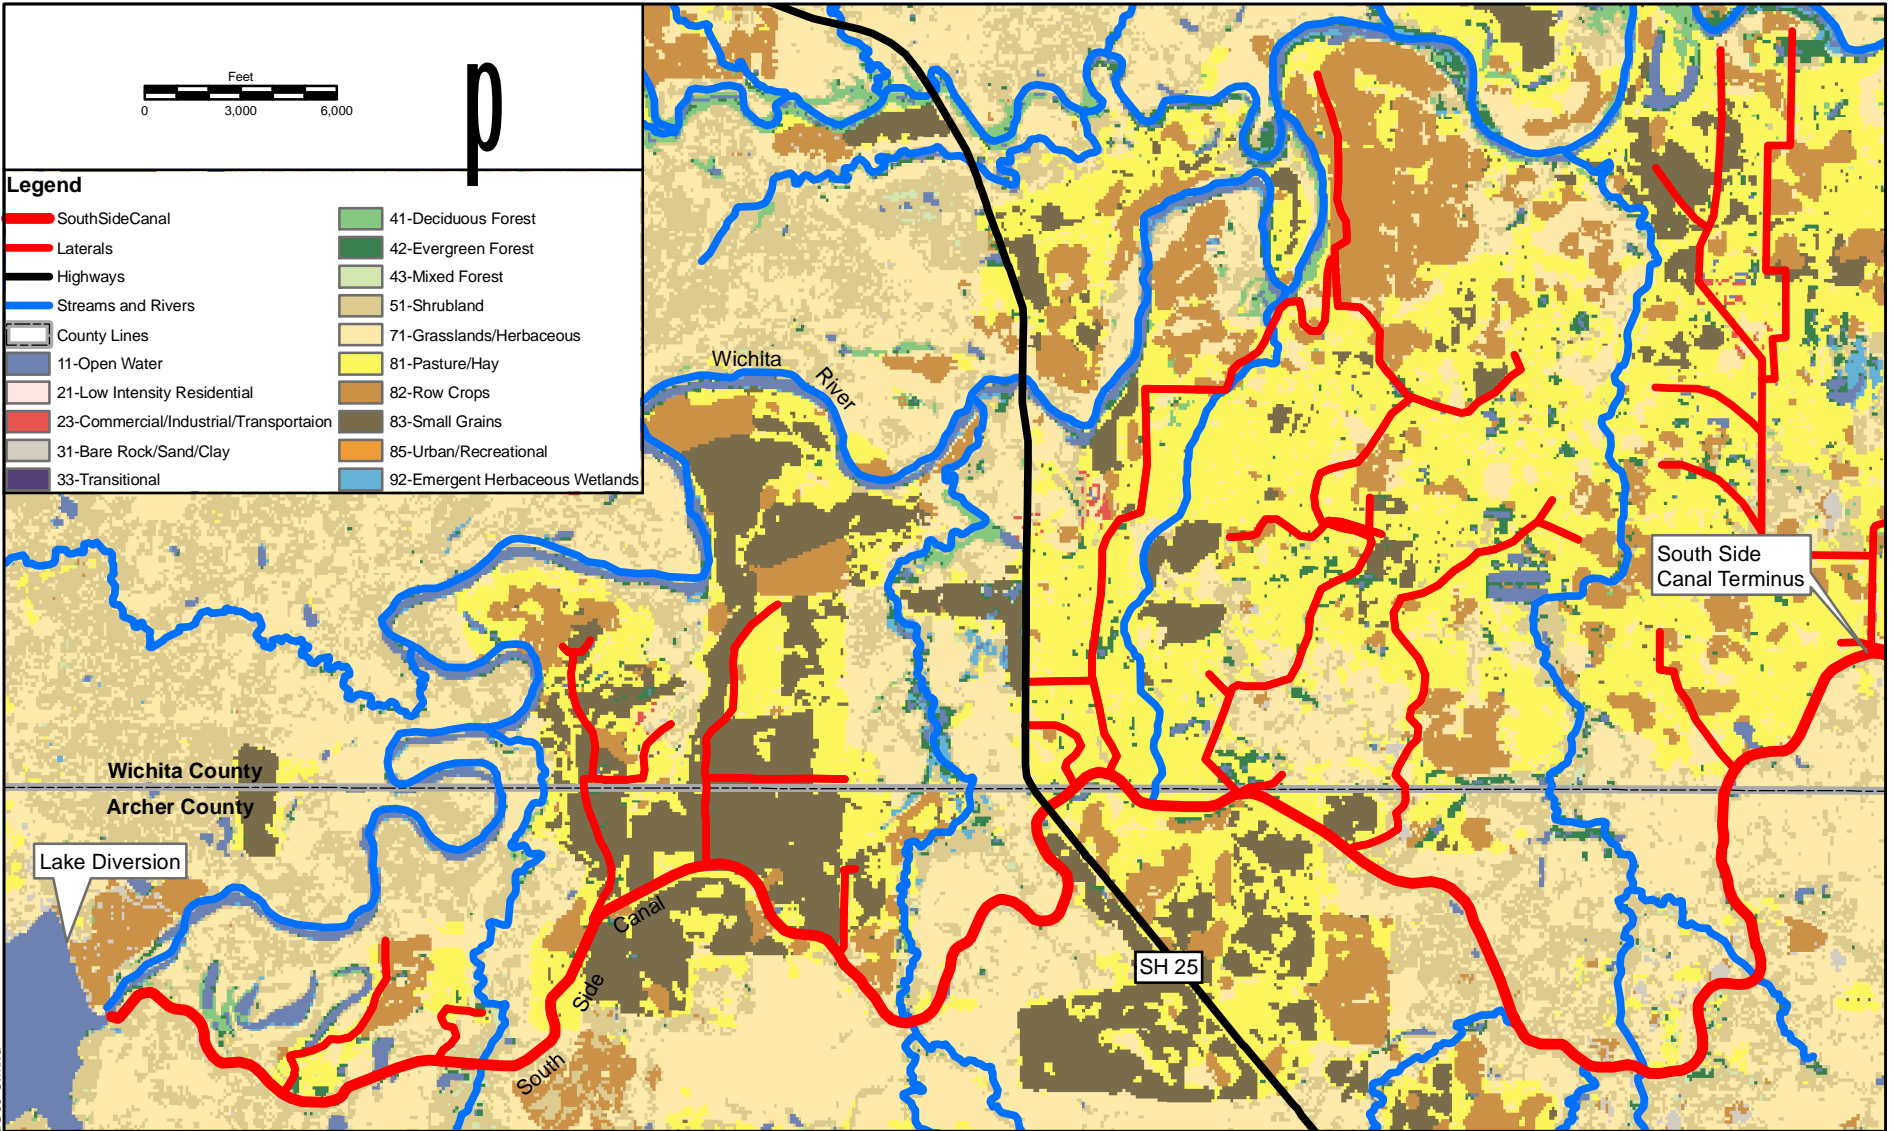 Feet
0 3,000 6,000
p
Legend
SouthSideCanal
Laterals
Highways
Streams and Rivers
County Lines
11-Open Water
21-Low Intensity Residential
23-Commercial/Industrial/Transportaion
31-Bare Rock/Sand/Clay
33-Transitional
41-Deciduous Forest
42-Evergreen Forest
43-Mixed Forest
51-Shrubland
71-Grasslands/Herbaceous
81-Pasture/Hay
82-Row Crops
83-Small Grains
85-Urban/Recreational
92-Emergent Herbaceous Wetlands
WichIta
River
South Side
Canal Terminus
Wichita County
Archer County
Lake Diversion
Canal
Side
South
SH 25